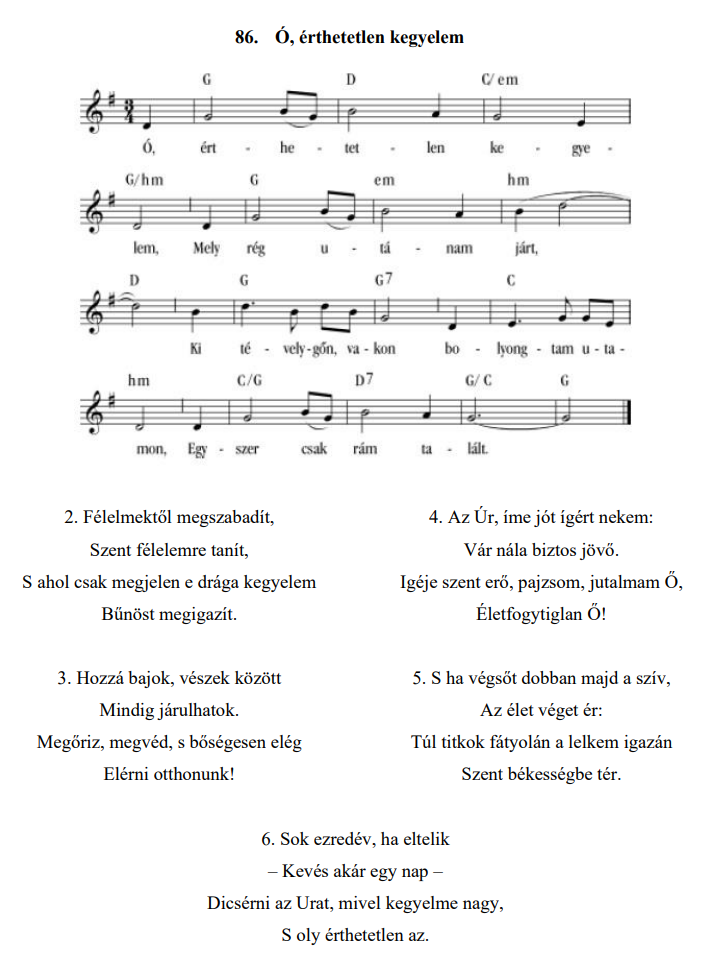 86. Ó, érthetetlen kegyelem
G D C/em
Ó, ért - he - tet - len ke - gye -
G/hm G em hm
lem, Mely rég u - tá - nam járt,
D G G7 C
Ki té - vely-gőn, va - kon bo - lyong - tam u - ta -
hm C/G D7 G/C G
mon, Egy - szer csak rám ta - lált.
2. Félelmektől megszabadít,
Szent félelemre tanít,
S ahol csak megjelen e drága kegyelem
Bűnöst megigazít.
3. Hozzá bajok, vészek között
Mindig járulhatok.
Megőriz, megvéd, s bőségesen elég
Elérni otthonunk!
4. Az Úr, íme jót ígért nekem:
Vár nála biztos jövő.
Igéje szent erő, pajzsom, jutalmam Ő,
Életfogytiglan Ő!
5. S ha végsőt dobban majd a szív,
Az élet véget ér:
Túl titkok fátyolán a lelkem igazán
Szent békességbe tér.
6. Sok ezredév, ha eltelik
– Kevés akár egy nap –
Dicsérni az Urat, mivel kegyelme nagy,
S oly érthetetlen az.